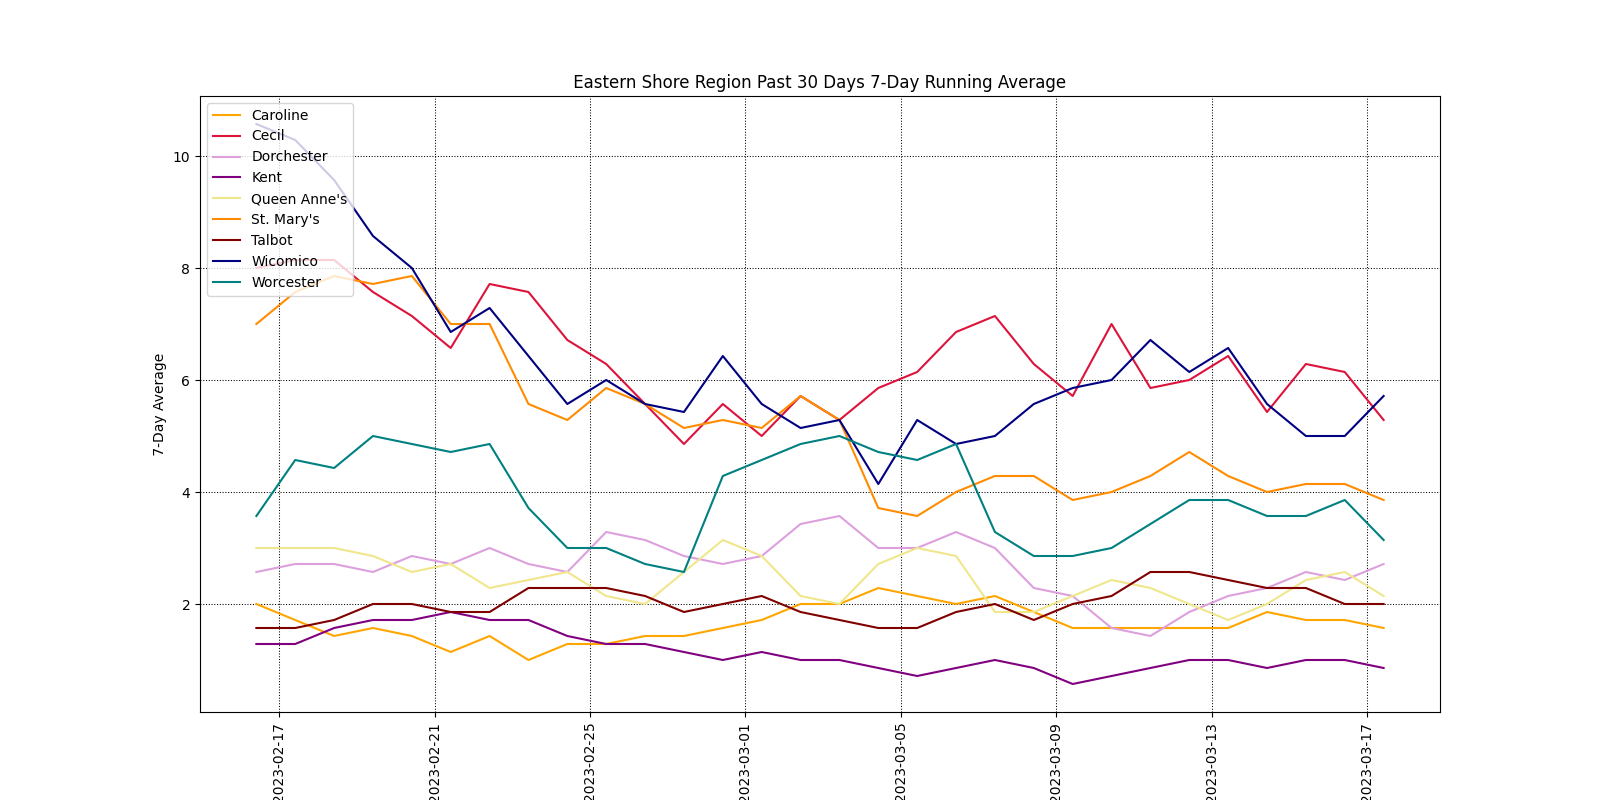 Eastern Shore Region Past 30 Days 7-Day Running Average
Caroline
Cecil
Dorchester
Kent
Queen Anne's
St. Mary's
Talbot
Wicomico
Worcester
7-Day Average
10
8
6
4
2
2023-02-17
2023-02-21
2023-02-25
2023-03-01
2023-03-05
2023-03-09
2023-03-13
2023-03-17